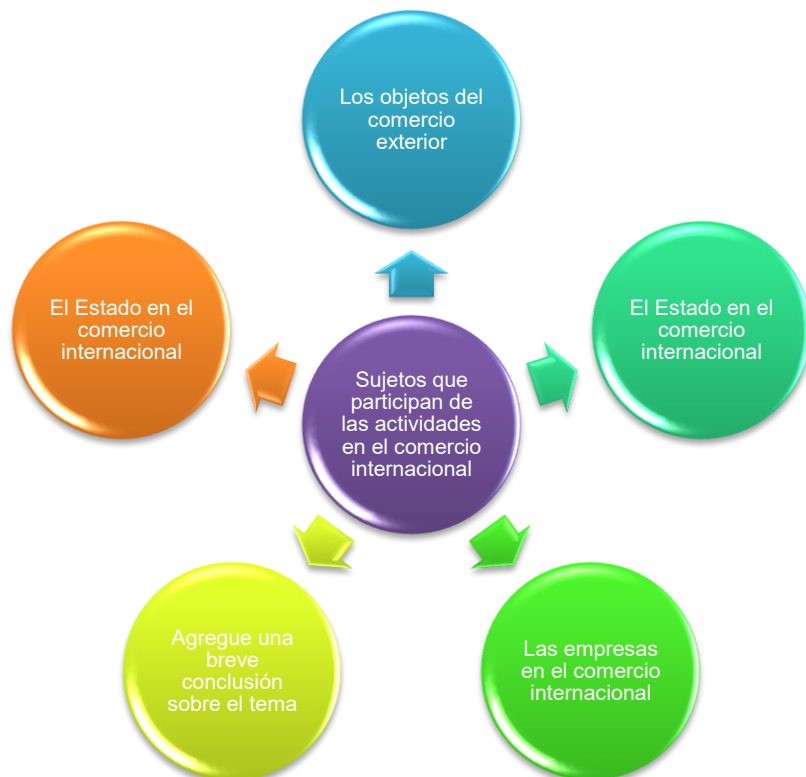 Los objetos del
comercio
exterior
El Estado en el
comercio
internacional
El Estado en el
comercio
internacional
Sujetos que
participan de
las actividades
en el comercio
internacional
Agregue una
breve
conclusión
sobre el tema
Las empresas
en el comercio
internacional